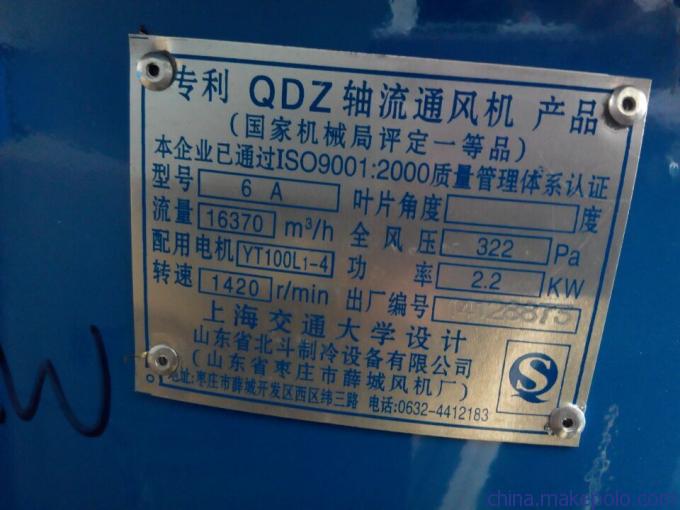 专利 QDZ 轴流通风机 产品
(国家机械局评定一等品)
本企业已通过ISO9001:2000质量管理体系认证
型号 6 A 叶片角度 度
流量 16370 m³/h 全风压 322 Pa
配用电机 YT100L1-4 功率 2.2 KW
转速 1420 r/min 出厂编号
上海交通大学设计
山东省北斗制冷设备有限公司
(山东省枣庄市薛城风机厂)
地址:枣庄市薛城开发区西区纬三路 电话:0632-4412183
W
china.makepolo.com